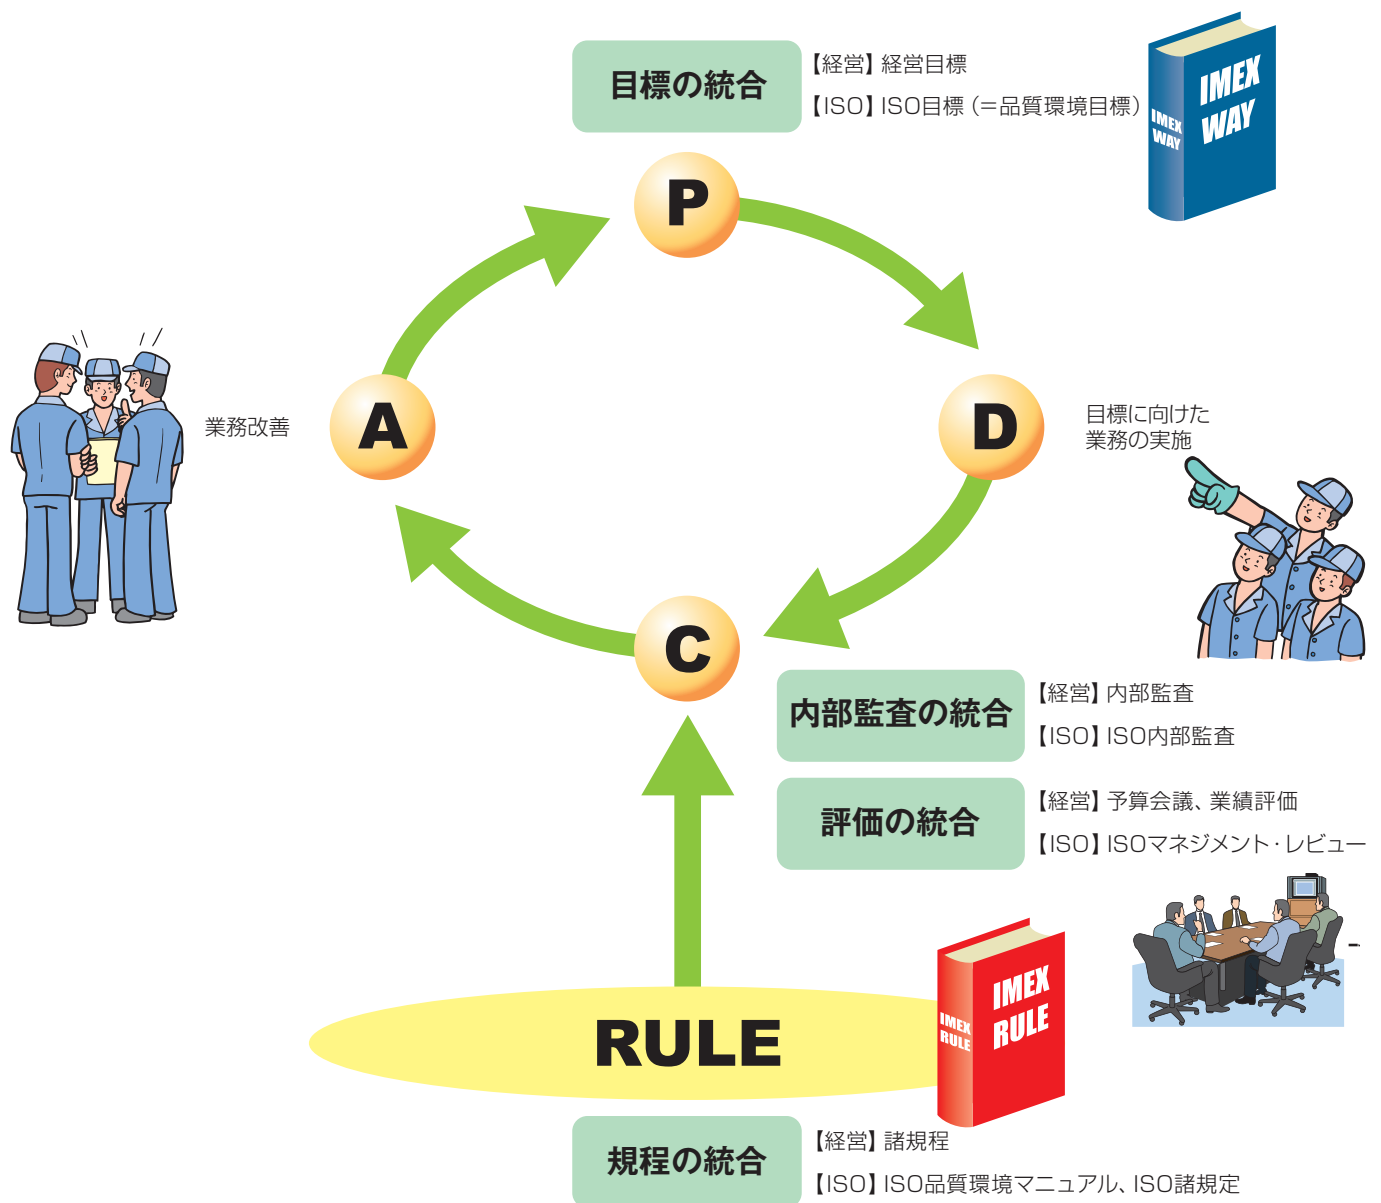 目標の統合
【経営】経営目標
【ISO】ISO目標（＝品質環境目標）
IMEX
WAY
IMEX
WAY
P
A
D
業務改善
目標に向けた
業務の実施
C
内部監査の統合
【経営】内部監査
【ISO】ISO内部監査
評価の統合
【経営】予算会議、業績評価
【ISO】ISOマネジメント・レビュー
RULE
IMEX
RULE
IMEX
RULE
規程の統合
【経営】諸規程
【ISO】ISO品質環境マニュアル、ISO諸規定